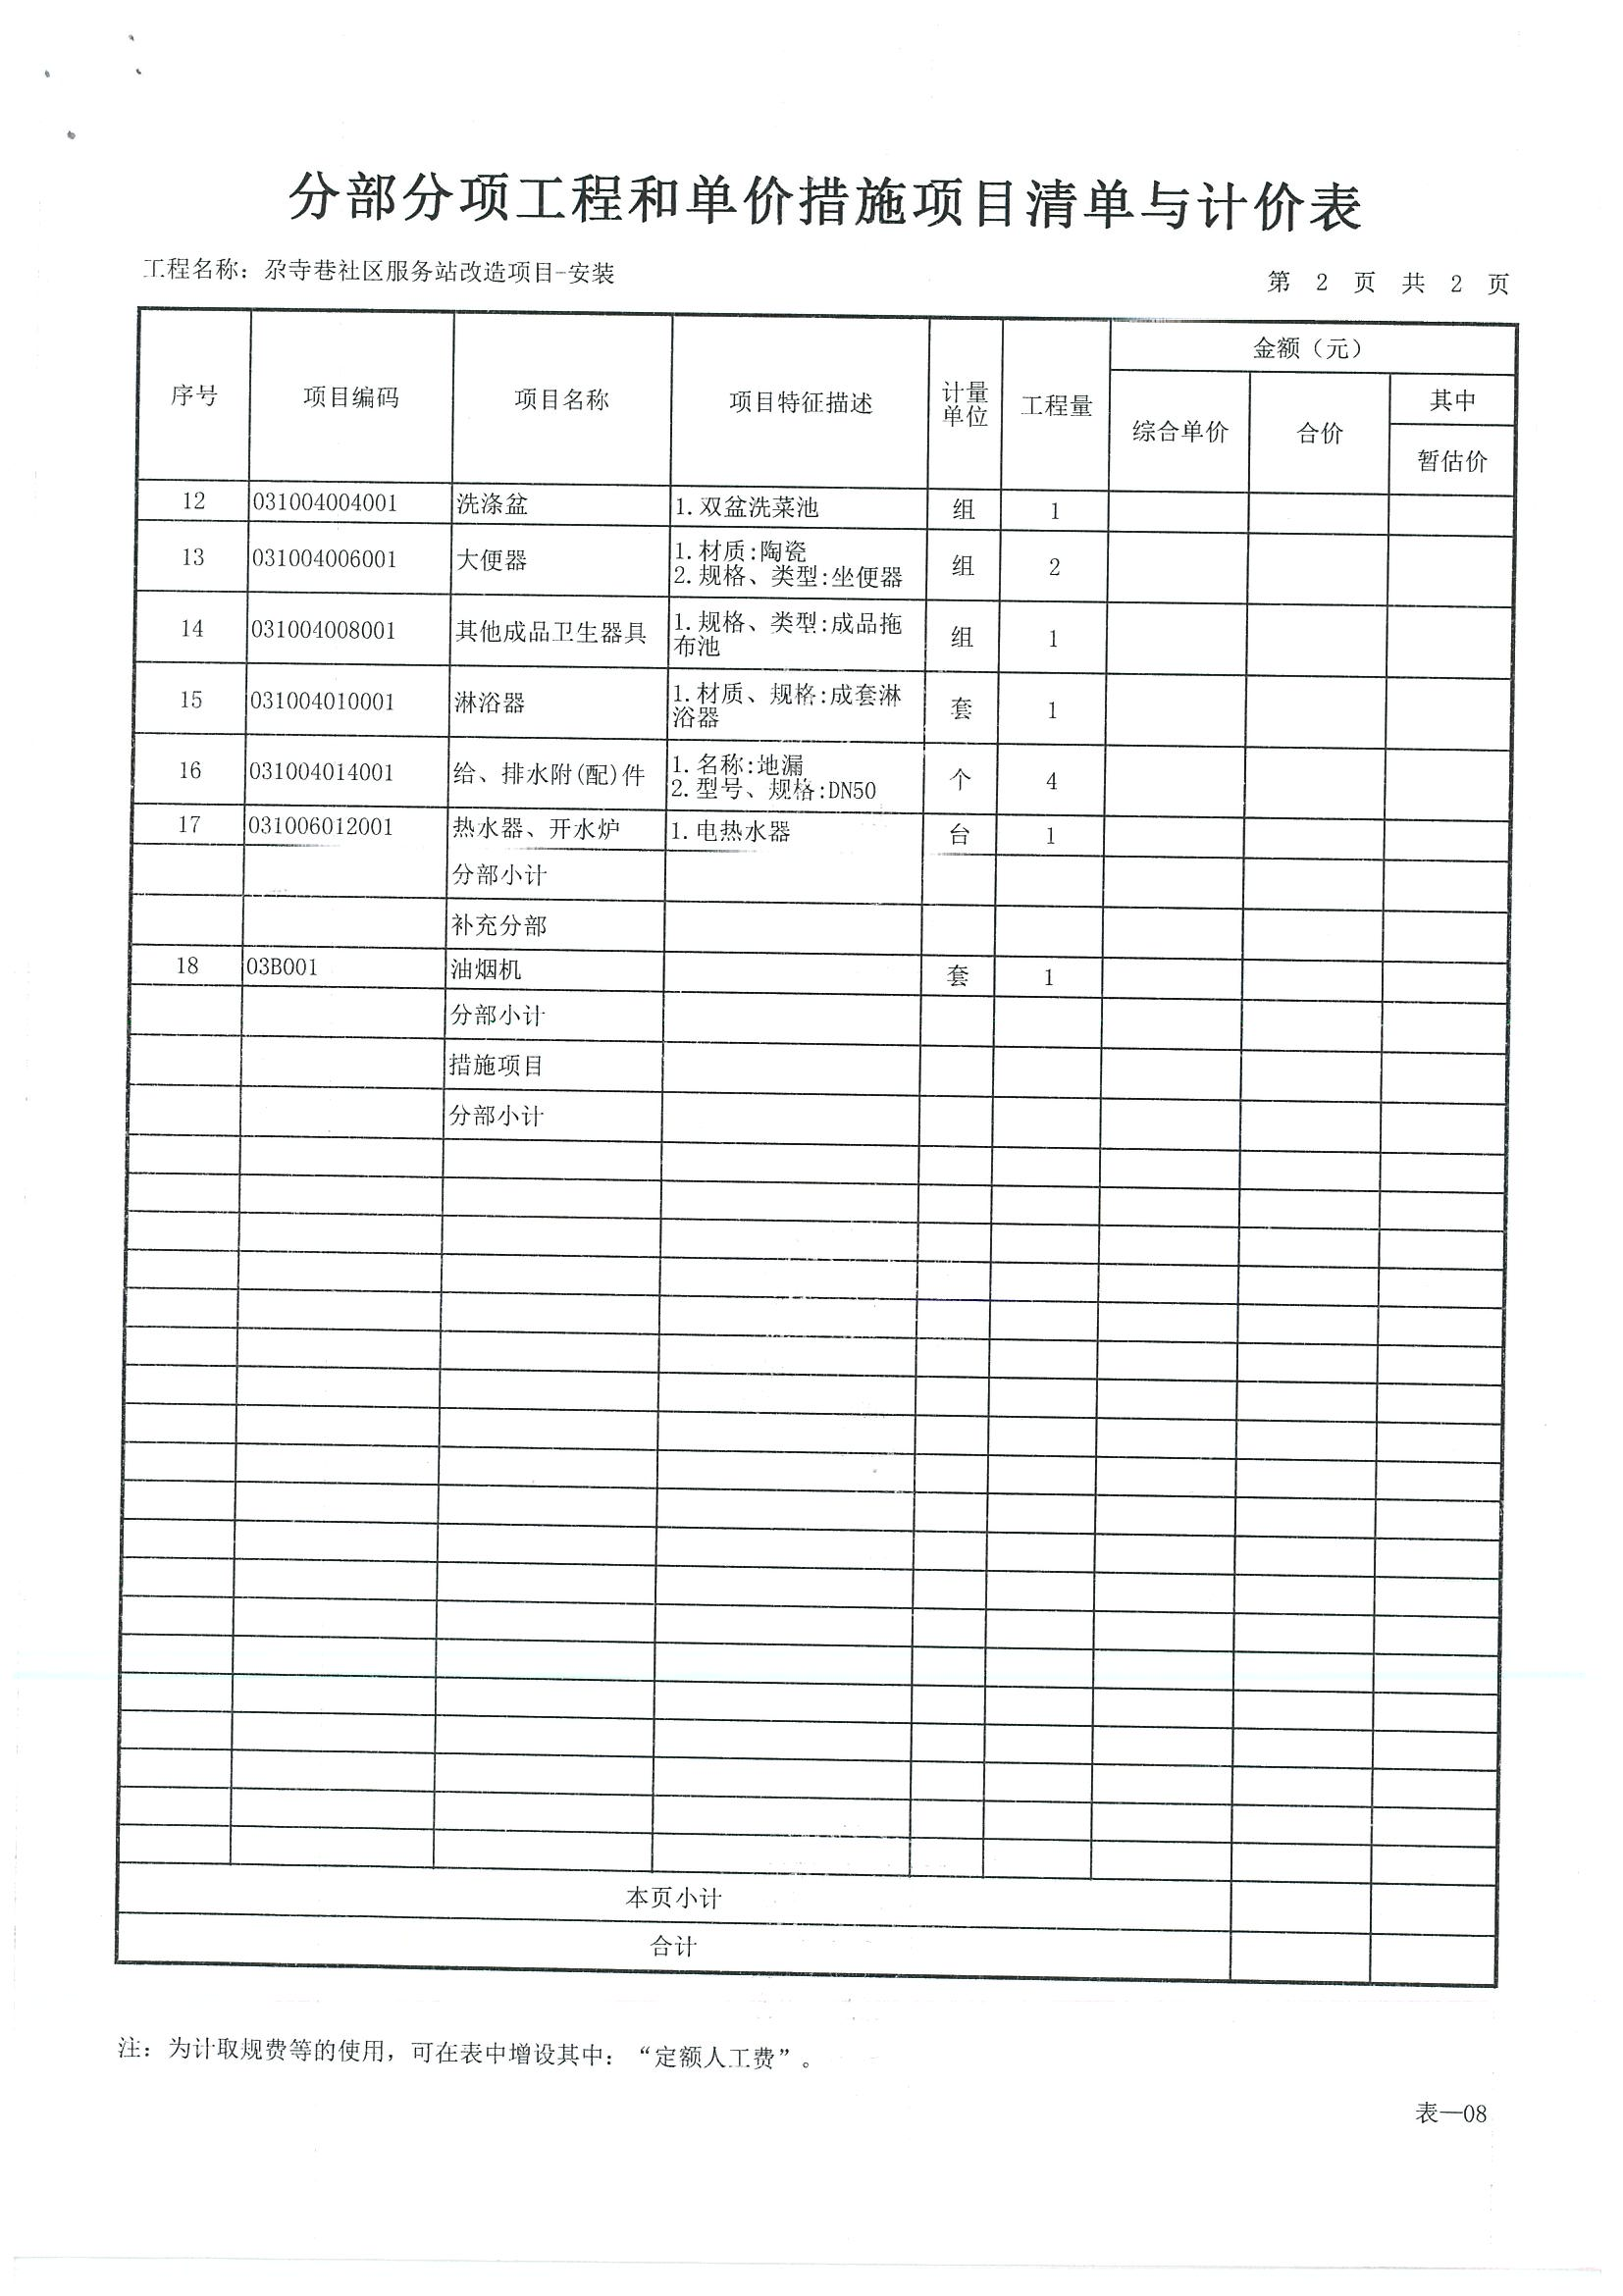 分部分项工程和单价措施项目清单与计价表
工程名称：尕寺巷社区服务站改造项目-安装
第 2 页 共 2 页
序号 项目编码 项目名称 项目特征描述 计量单位 工程量 金额（元）
综合单价 合价 其中
暂估价
12 031004004001 洗涤盆 1.双盆洗菜池 组 1
13 031004006001 大便器 1.材质:陶瓷
2.规格、类型:坐便器 组 2
14 031004008001 其他成品卫生器具 1.规格、类型:成品拖
布池 组 1
15 031004010001 淋浴器 1.材质、规格:成套淋
浴器 套 1
16 031004014001 给、排水附(配)件 1.名称:地漏
2.型号、规格:DN50 个 4
17 031006012001 热水器、开水炉 1.电热水器 台 1
分部小计
补充分部
18 03B001 油烟机 套 1
分部小计
措施项目
分部小计
本页小计
合计
注：为计取规费等的使用，可在表中增设其中：“定额人工费”。
表—08